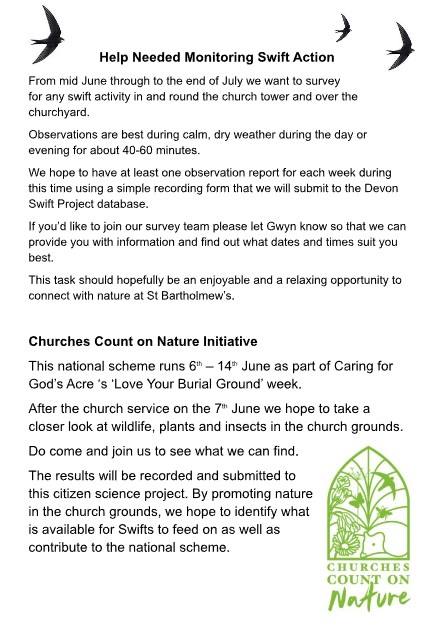 Help Needed Monitoring Swift Action
From mid June through to the end of July we want to survey
for any swift activity in and round the church tower and over the
churchyard.
Observations are best during calm, dry weather during the day or
evening for about 40-60 minutes.
We hope to have at least one observation report for each week during
this time using a simple recording form that we will submit to the Devon
Swift Project database.
If you'd like to join our survey team please let Gwyn know so that we can
provide you with information and find out what dates and times suit you
best.
This task should hopefully be an enjoyable and a relaxing opportunity to
connect with nature at St Bartholmew's.
Churches Count on Nature Initiative
This national scheme runs 6th – 14th June as part of Caring for
God's Acre 's 'Love Your Burial Ground' week.
After the church service on the 7th June we hope to take a
closer look at wildlife, plants and insects in the church grounds.
Do come and join us to see what we can find.
The results will be recorded and submitted to
this citizen science project. By promoting nature
in the church grounds, we hope to identify what
is available for Swifts to feed on as well as
contribute to the national scheme.
CHURCHES
COUNT ON
Nature